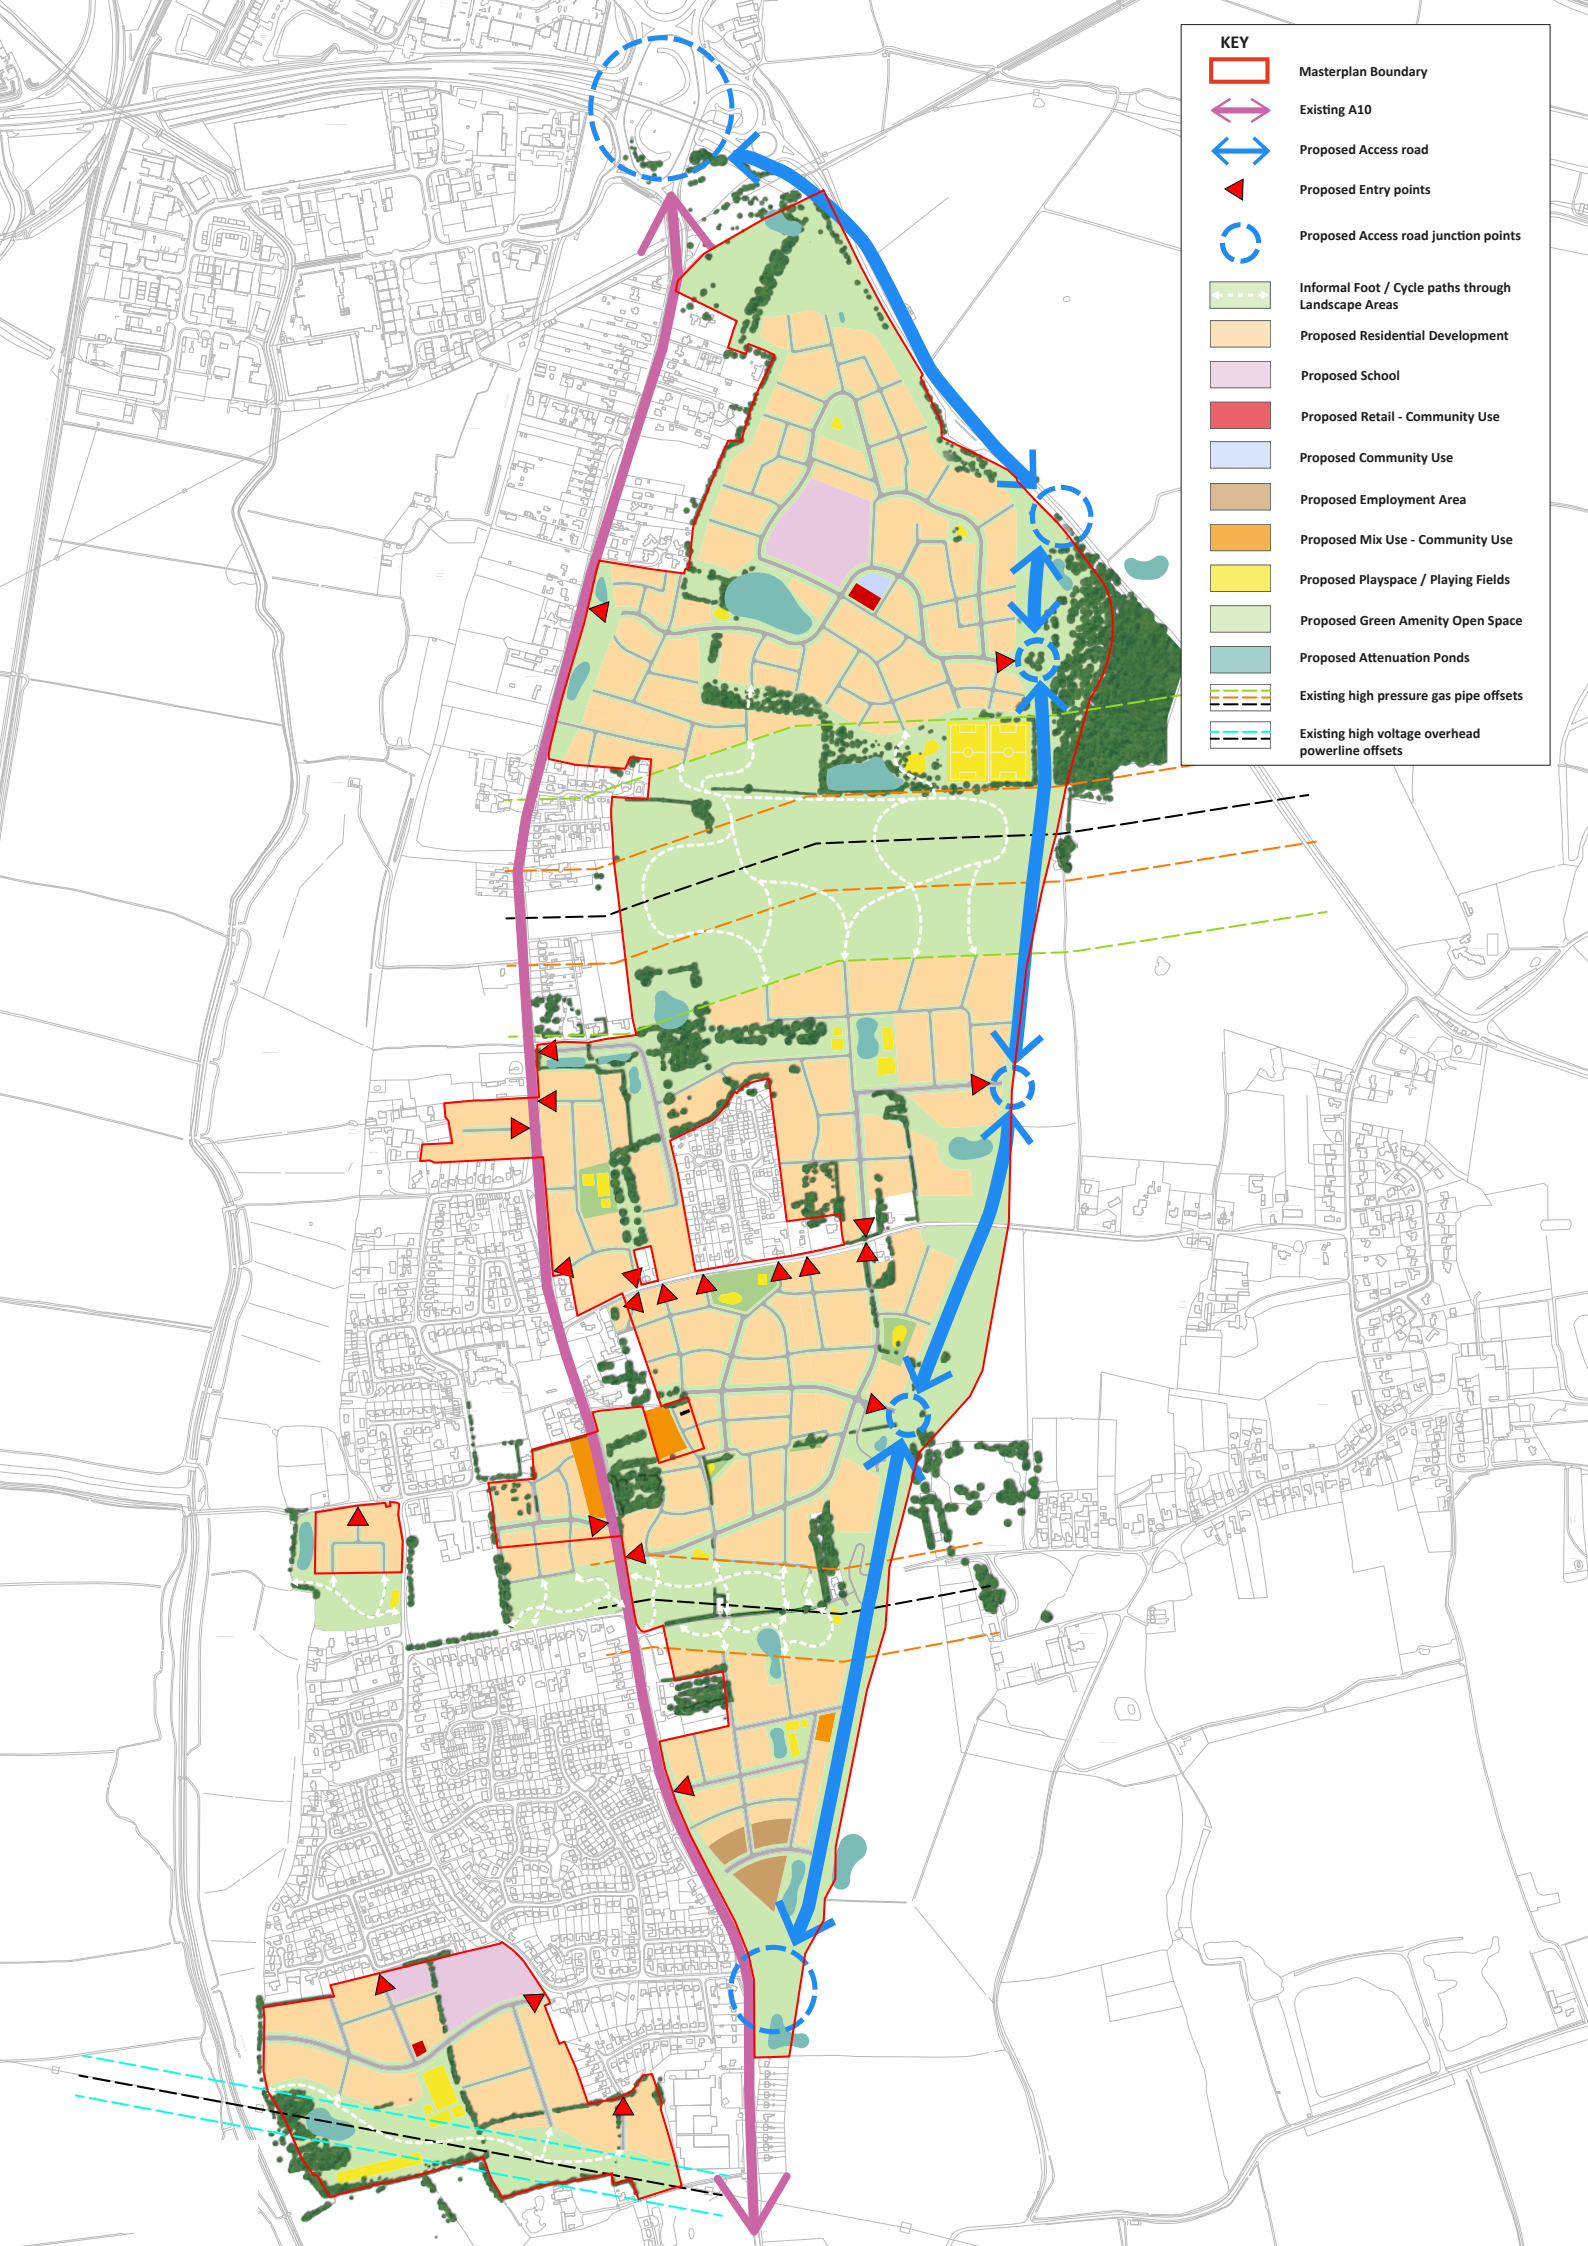 KEY
Masterplan Boundary
Existing A10
Proposed Access road
Proposed Entry points
Proposed Access road junction points
Informal Foot / Cycle paths through
Landscape Areas
Proposed Residential Development
Proposed School
Proposed Retail - Community Use
Proposed Community Use
Proposed Employment Area
Proposed Mix Use - Community Use
Proposed Playspace / Playing Fields
Proposed Green Amenity Open Space
Proposed Attenuation Ponds
Existing high pressure gas pipe offsets
Existing high voltage overhead
powerline offsets